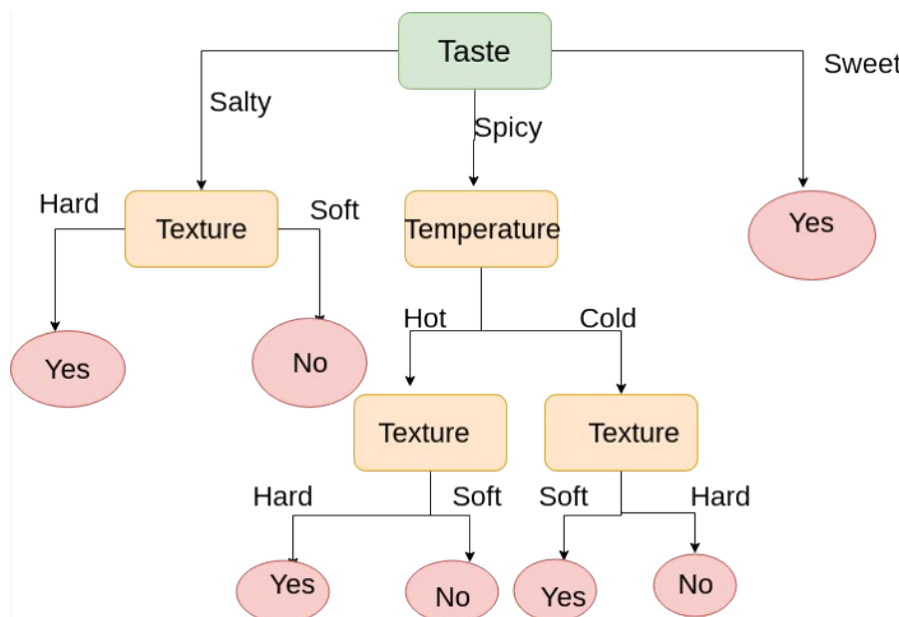 Taste
Sweet
Salty
Spicy
Hard
Soft
Texture
Temperature
Yes
Hot
Cold
Yes
No
Texture
Texture
Hard
Soft
Soft
Hard
Yes
No
Yes
No